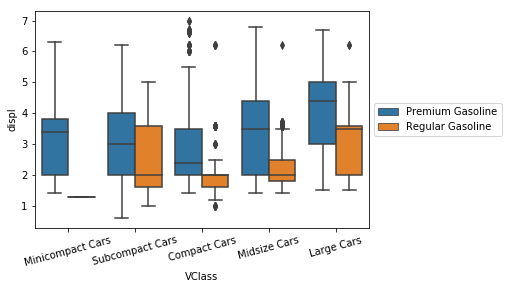 7
6
5
4
3
2
1
displ
Minicompact Cars
Subcompact Cars
Compact Cars
Midsize Cars
Large Cars
VClass
Premium Gasoline
Regular Gasoline